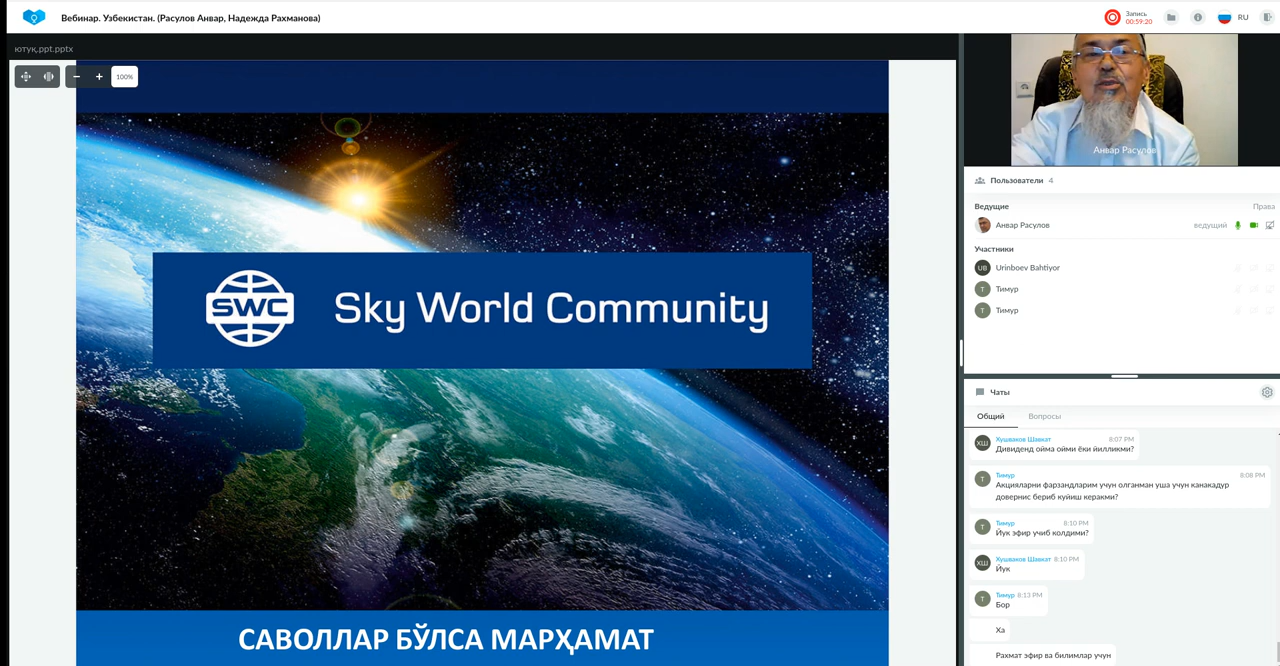 Вебинар. Узбекистан. (Расулов Анвар, Надежда Рахманова)
Запись
00:59:20
RU
ютуқ.ppt.pptx
100%
SWC
Sky World Community
САВОЛЛАР БЎЛСА МАРҲАМАТ
Анвар Расулов
Пользователи 4
Ведущие
Права
Анвар Расулов
ведущий
Участники
UB
Urinboev Bahtiyor
Т
Тимур
Т
Тимур
Чаты
Общий
Вопросы
ХШ
Хушваков Шавкат
8:07 PM
Дивиденд ойма ойми ёки йилликми?
Т
Тимур
8:08 PM
Акцияларни фарзандларим учун олганман уша учун канакадур
довернис бериб куйиш керакми?
Т
Тимур
8:10 PM
Йук эфир учиб колдими?
ХШ
Хушваков Шавкат 8:10 PM
Йук
Т
Тимур 8:13 PM
Бор
Ха
Рахмат эфир ва билимлар учун